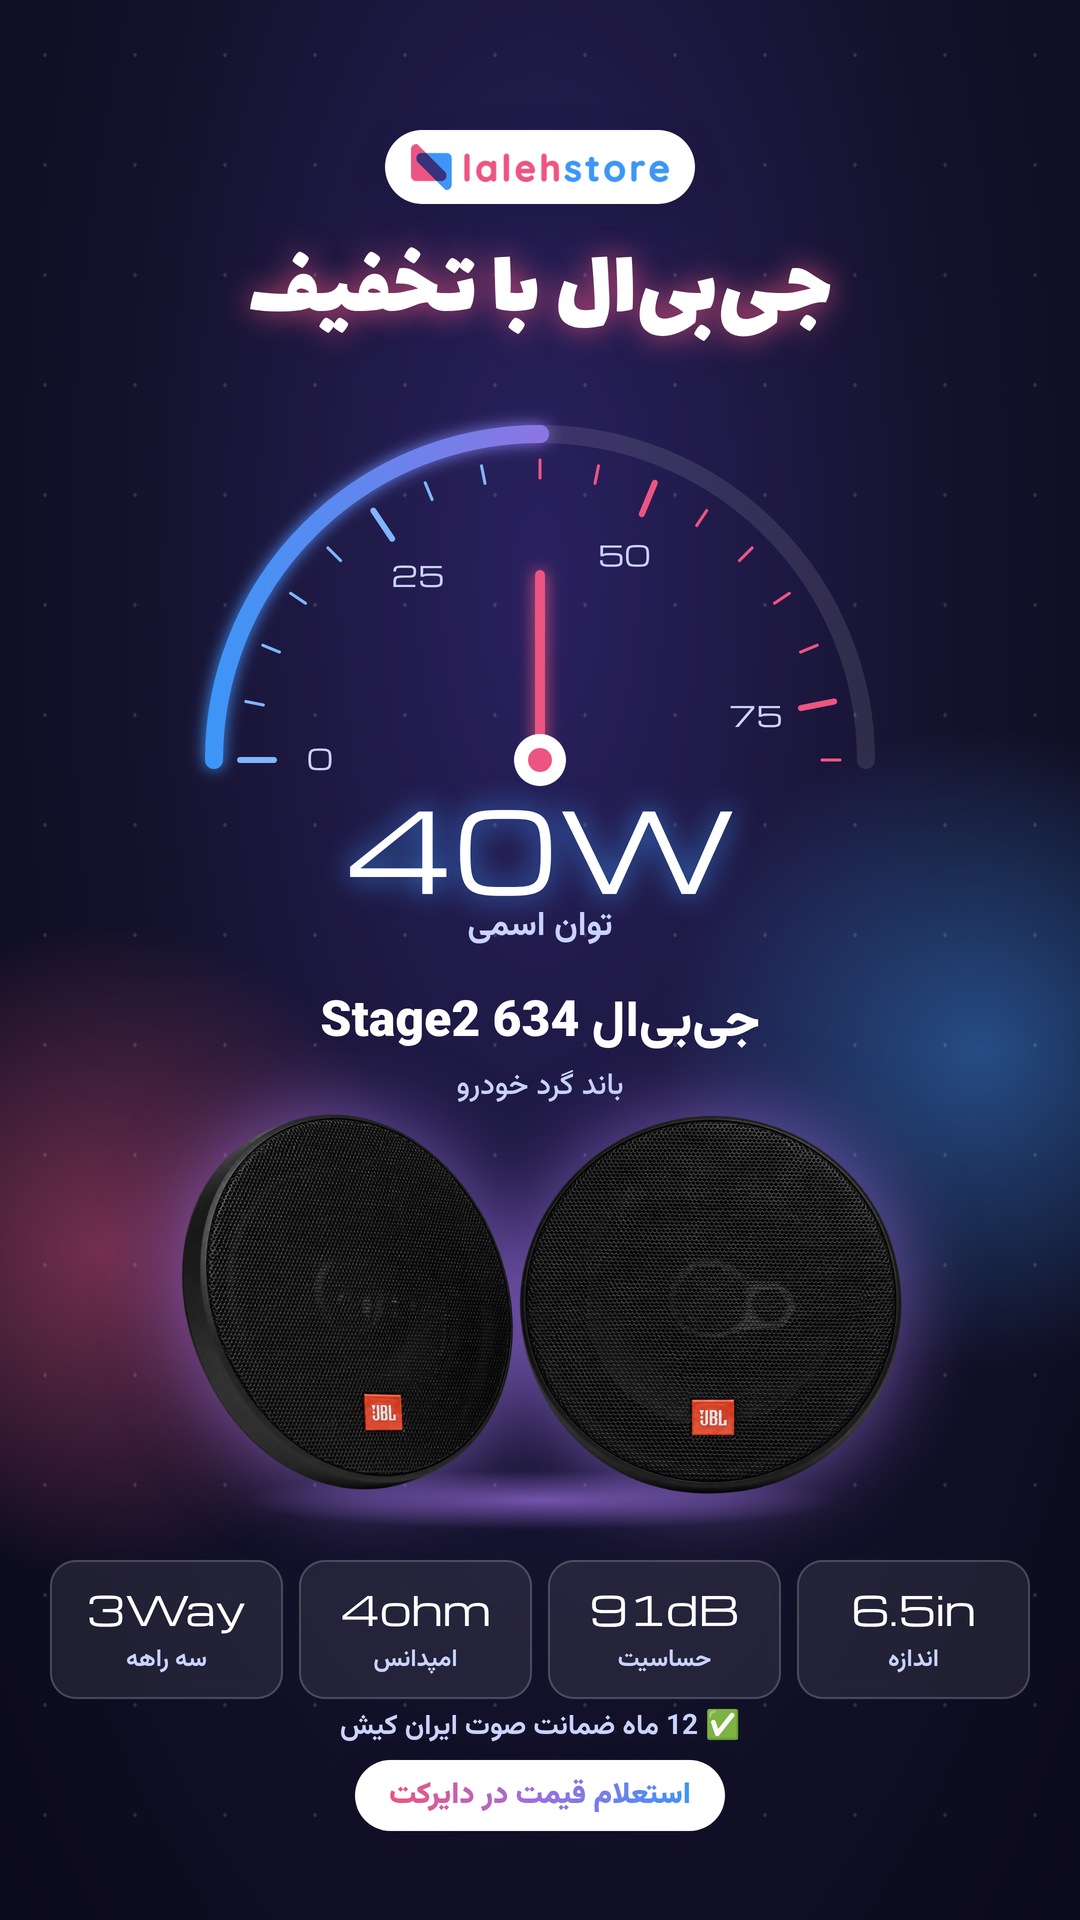 lalehstore
جی‌بی‌ال با تخفیف
0
25
50
75
40W
توان اسمی
جی‌بی‌ال Stage2 634
باند گرد خودرو
JBL
JBL
6.5in
اندازه
91dB
حساسیت
4ohm
امپدانس
3Way
سه راهه
✅ 12 ماه ضمانت صوت ایران کیش
استعلام قیمت در دایرکت